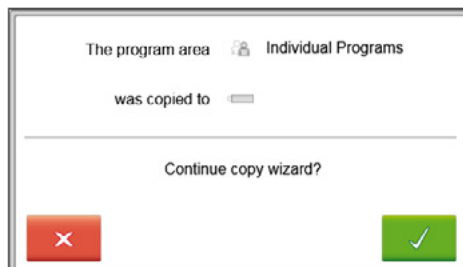 The program area Individual Programs
was copied to
Continue copy wizard?